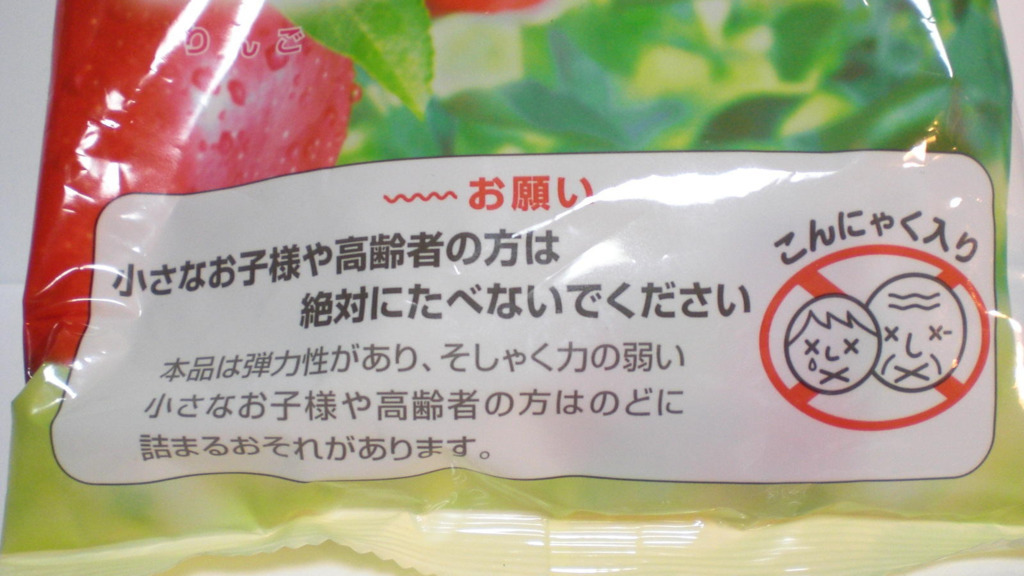 りんご
お願い
小さなお子様や高齢者の方は
絶対にたべないでください
本品は弾力性があり、そしゃく力の弱い
小さなお子様や高齢者の方はのどに
詰まるおそれがあります。
こんにゃく入り